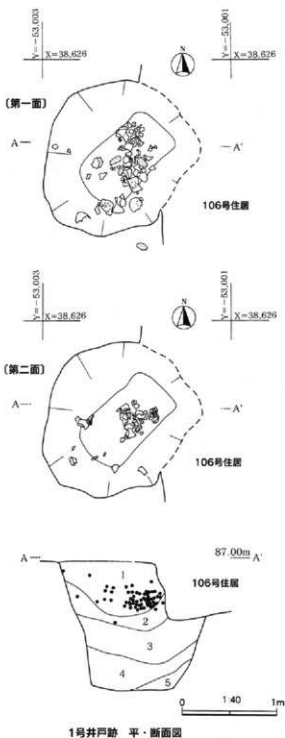 Y=-53,003
X=38,626
Y=-53,001
X=38,626
N
〔第一面〕
A
A′
106号住居
Y=-53,003
X=38,626
Y=-53,001
X=38,626
N
〔第二面〕
A
A′
106号住居
A
87.00m A′
1
106号住居
2
3
4
5
0 1:40 1m
1号井戸跡 平・断面図